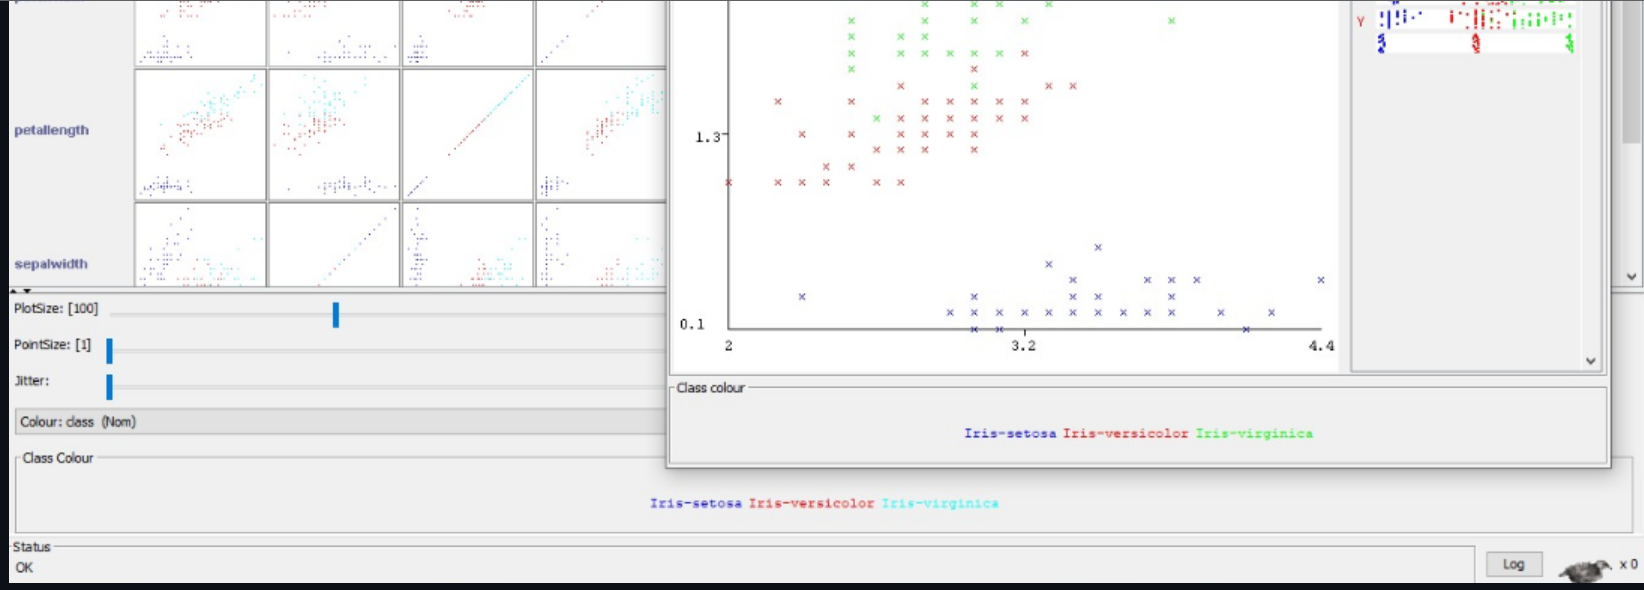 petallength
sepalwidth
PlotSize: [100]
PointSize: [1]
Jitter:
Colour: class (Nom)
Class Colour
Iris-setosa Iris-versicolor Iris-virginica
Status
OK
Log
x 0
1.3
0.1
2 3.2 4.4
Y
Class colour
Iris-setosa Iris-versicolor Iris-virginica